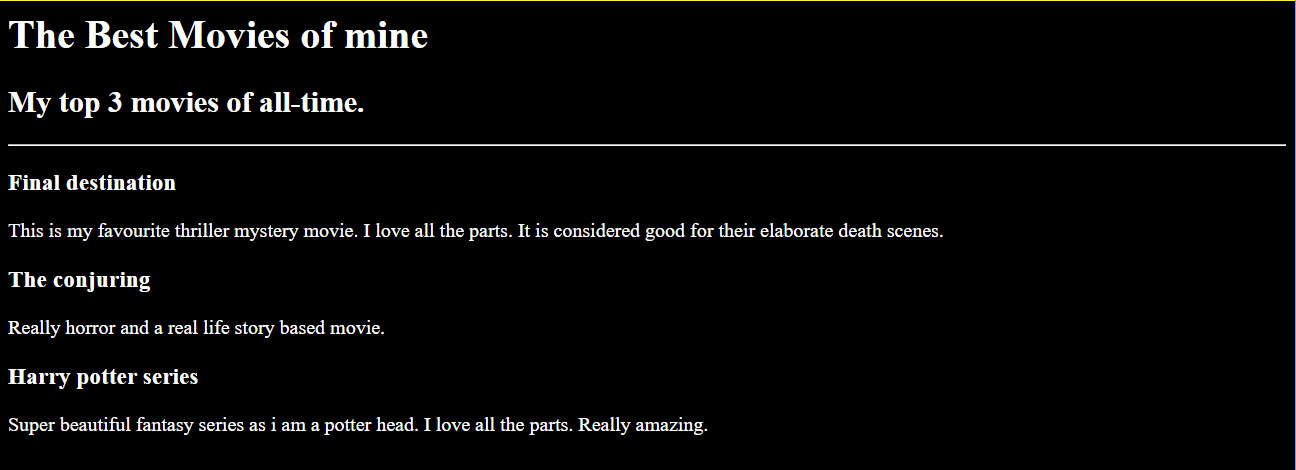 The Best Movies of mine
My top 3 movies of all-time.
Final destination
This is my favourite thriller mystery movie. I love all the parts. It is considered good for their elaborate death scenes.
The conjuring
Really horror and a real life story based movie.
Harry potter series
Super beautiful fantasy series as i am a potter head. I love all the parts. Really amazing.